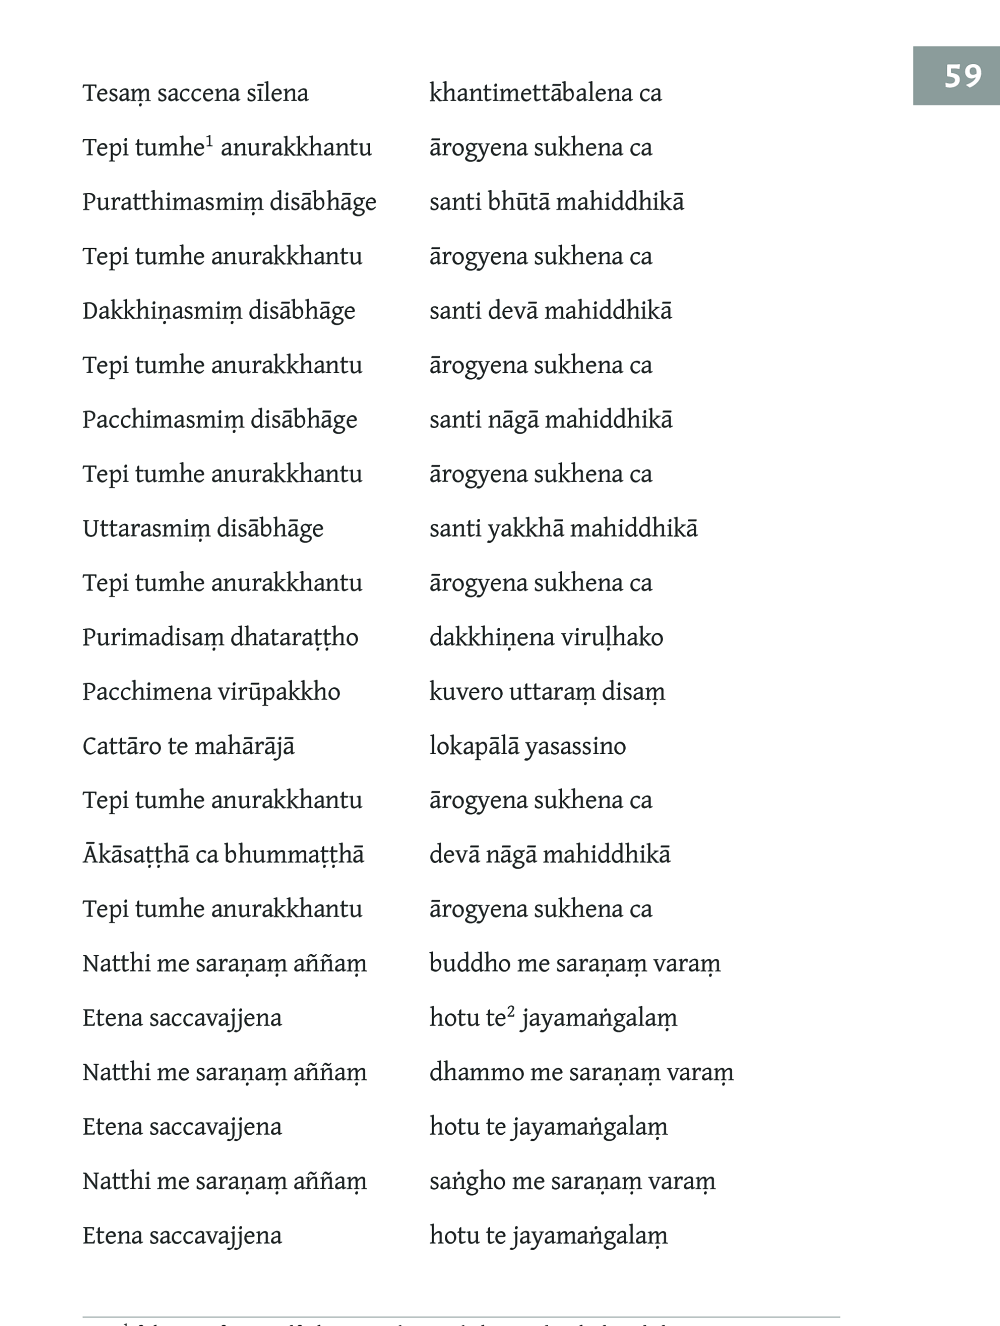 59
Tesaṃ saccena sīlena khantimettābalena ca
Tepi tumhe¹ anurakkhantu ārogyena sukhena ca
Puratthimasmiṃ disābhāge santi bhūtā mahiddhikā
Tepi tumhe anurakkhantu ārogyena sukhena ca
Dakkhiṇasmiṃ disābhāge santi devā mahiddhikā
Tepi tumhe anurakkhantu ārogyena sukhena ca
Pacchimasmiṃ disābhāge santi nāgā mahiddhikā
Tepi tumhe anurakkhantu ārogyena sukhena ca
Uttarasmiṃ disābhāge santi yakkhā mahiddhikā
Tepi tumhe anurakkhantu ārogyena sukhena ca
Purimadisaṃ dhataraṭṭho dakkhiṇena viruḷhako
Pacchimena virūpakkho kuvero uttaraṃ disaṃ
Cattāro te mahārājā lokapālā yasassino
Tepi tumhe anurakkhantu ārogyena sukhena ca
Ākāsaṭṭhā ca bhummaṭṭhā devā nāgā mahiddhikā
Tepi tumhe anurakkhantu ārogyena sukhena ca
Natthi me saraṇaṃ aññaṃ buddho me saraṇaṃ varaṃ
Etena saccavajjena hotu te² jayamaṅgalaṃ
Natthi me saraṇaṃ aññaṃ dhammo me saraṇaṃ varaṃ
Etena saccavajjena hotu te jayamaṅgalaṃ
Natthi me saraṇaṃ aññaṃ saṅgho me saraṇaṃ varaṃ
Etena saccavajjena hotu te jayamaṅgalaṃ